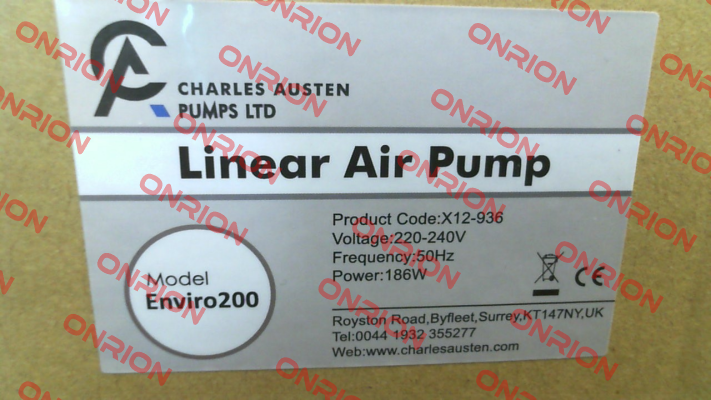 CHARLES AUSTEN
PUMPS LTD
Linear Air Pump
Product Code:X12-936
Voltage:220-240V
Frequency:50Hz
Power:186W
Model
Enviro200
CE
Royston Road,Byfleet,Surrey,KT147NY,UK
Tel:0044 1932 355277
Web:www.charlesausten.com
ONRION